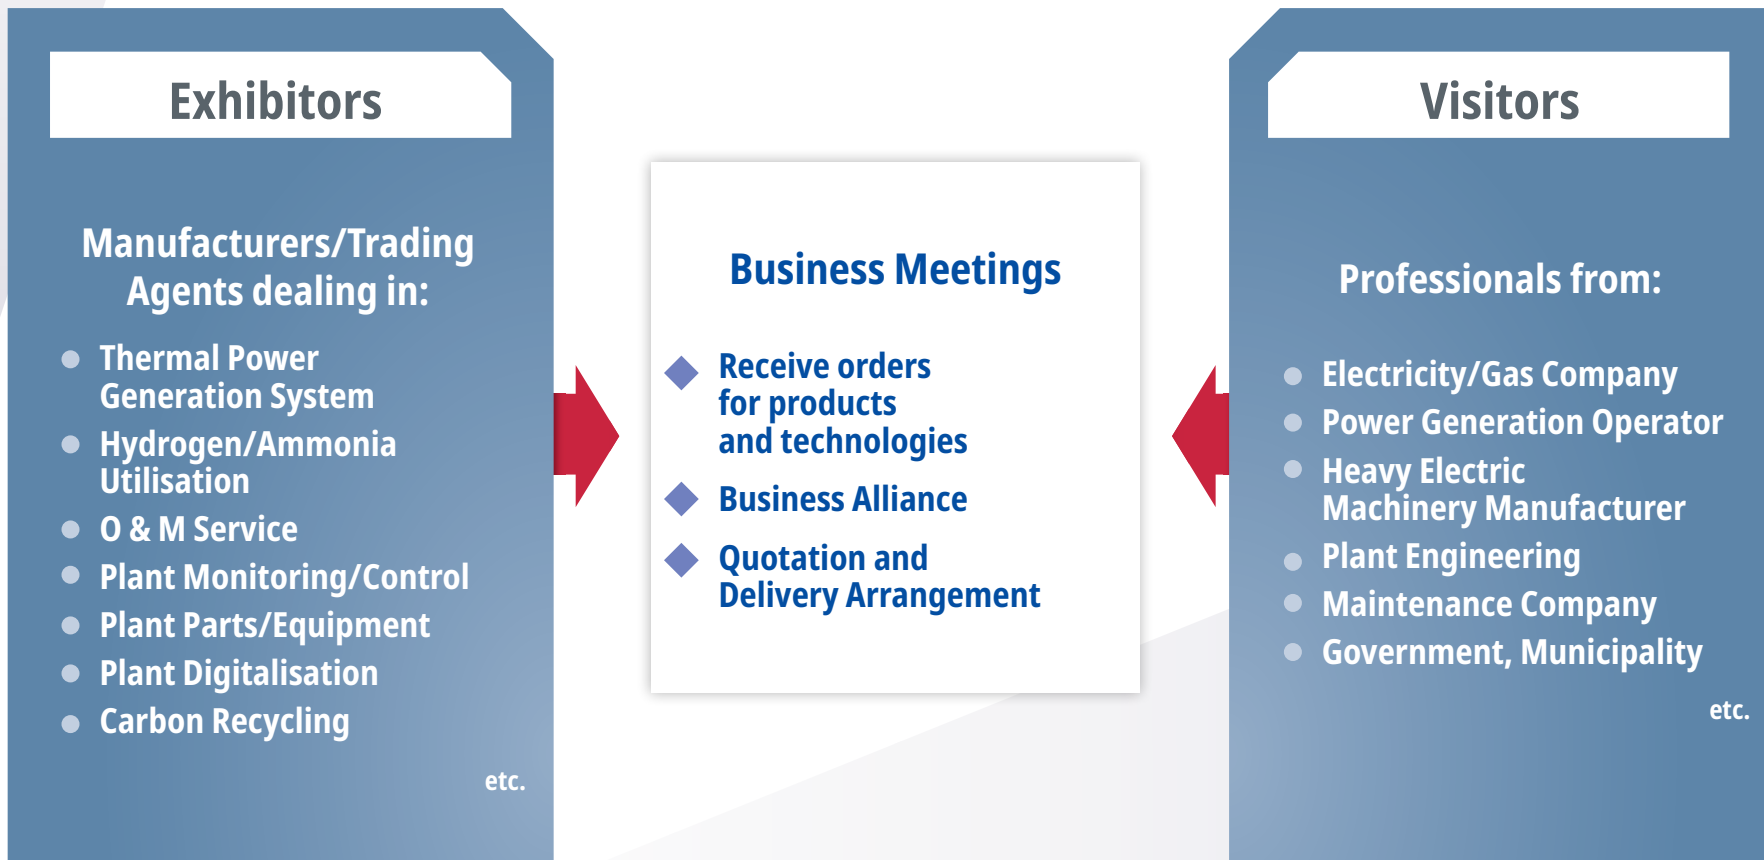 Exhibitors
Manufacturers/Trading
Agents dealing in:
Thermal Power
Generation System
Hydrogen/Ammonia
Utilisation
O & M Service
Plant Monitoring/Control
Plant Parts/Equipment
Plant Digitalisation
Carbon Recycling
etc.
Business Meetings
Receive orders
for products
and technologies
Business Alliance
Quotation and
Delivery Arrangement
Visitors
Professionals from:
Electricity/Gas Company
Power Generation Operator
Heavy Electric
Machinery Manufacturer
Plant Engineering
Maintenance Company
Government, Municipality
etc.